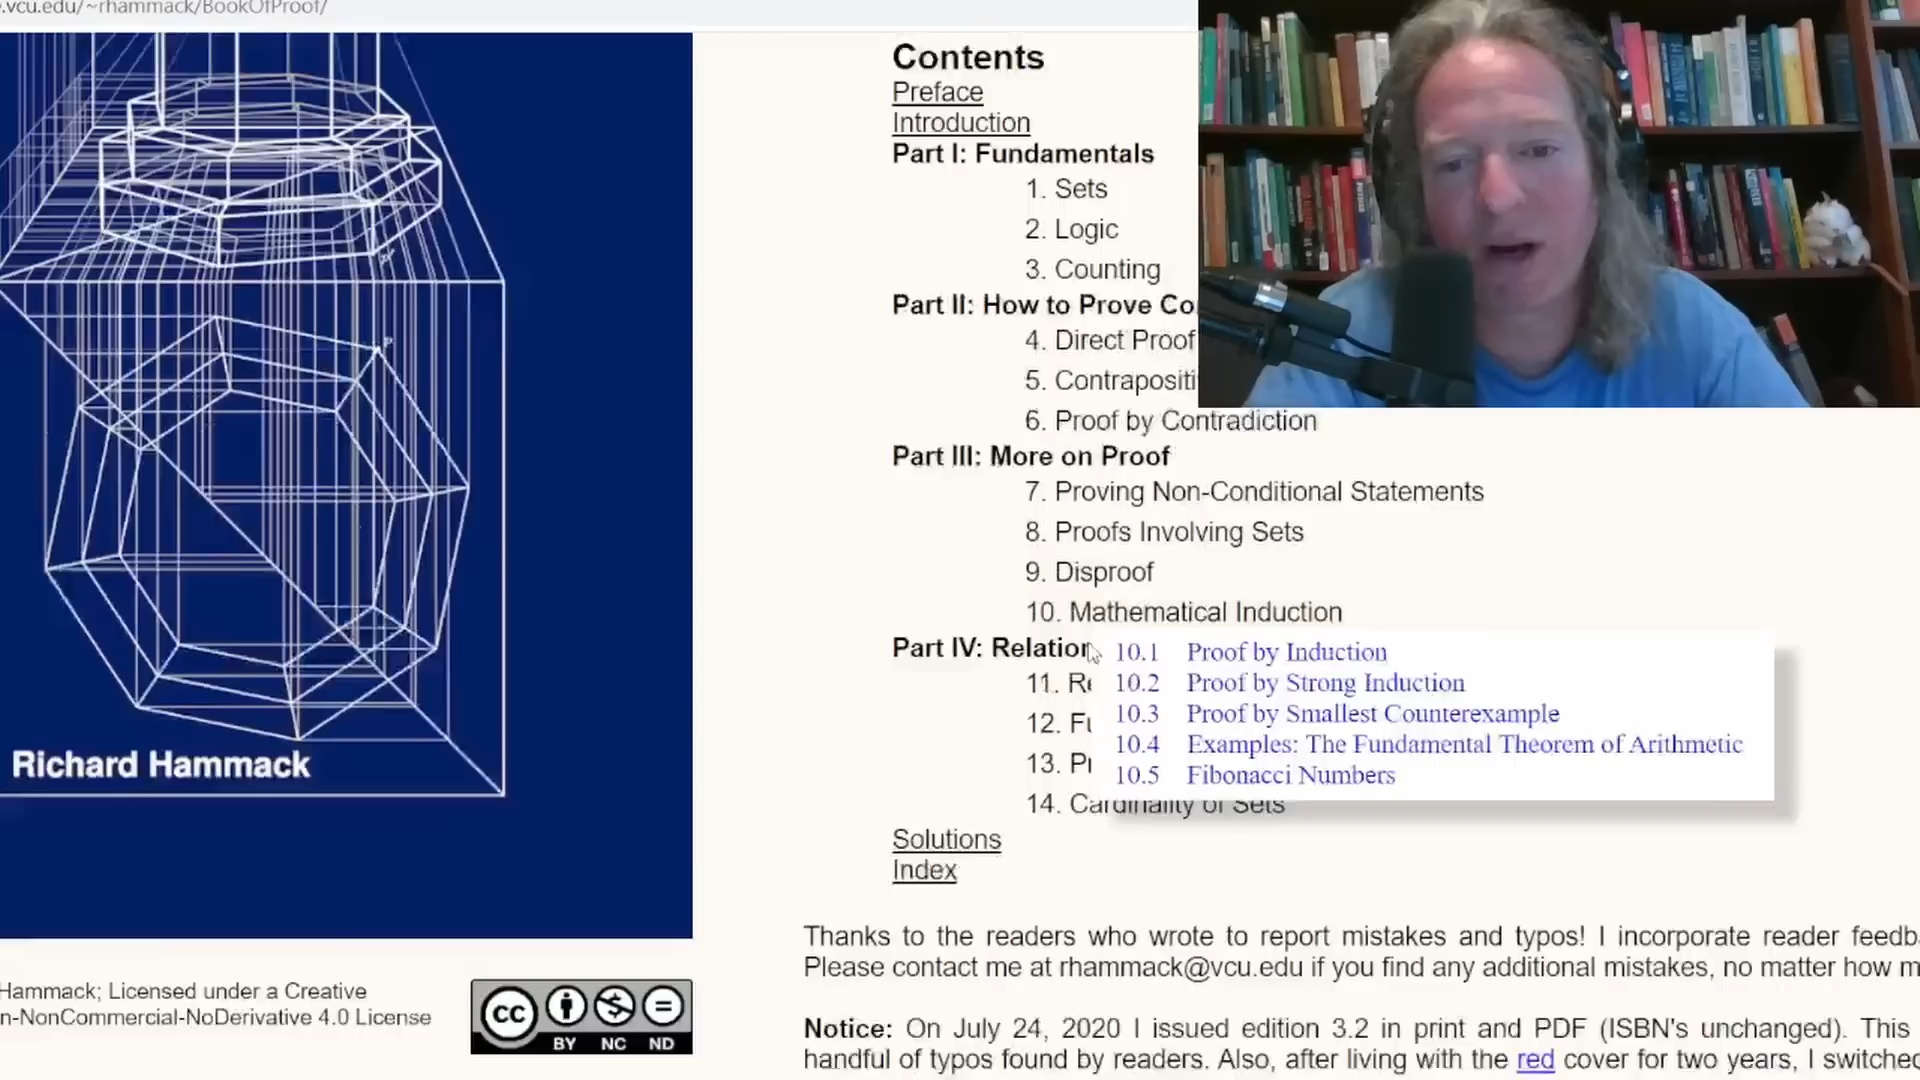 .vcu.edu/~rhammack/BookOfProof/
Richard Hammack
Hammack; Licensed under a Creative
n-NonCommercial-NoDerivative 4.0 License
CC
BY NC ND
Contents
Preface
Introduction
Part I: Fundamentals
1. Sets
2. Logic
3. Counting
Part II: How to Prove Co
4. Direct Proof
5. Contrapositi
6. Proof by Contradiction
Part III: More on Proof
7. Proving Non-Conditional Statements
8. Proofs Involving Sets
9. Disproof
10. Mathematical Induction
Part IV: Relation
10.1 Proof by Induction
10.2 Proof by Strong Induction
10.3 Proof by Smallest Counterexample
10.4 Examples: The Fundamental Theorem of Arithmetic
10.5 Fibonacci Numbers
11. Re
12. Fu
13. Pr
14. Cardinality of Sets
Solutions
Index
Thanks to the readers who wrote to report mistakes and typos! I incorporate reader feedb
Please contact me at rhammack@vcu.edu if you find any additional mistakes, no matter how m
Notice: On July 24, 2020 I issued edition 3.2 in print and PDF (ISBN's unchanged). This
handful of typos found by readers. Also, after living with the red cover for two years, I switched